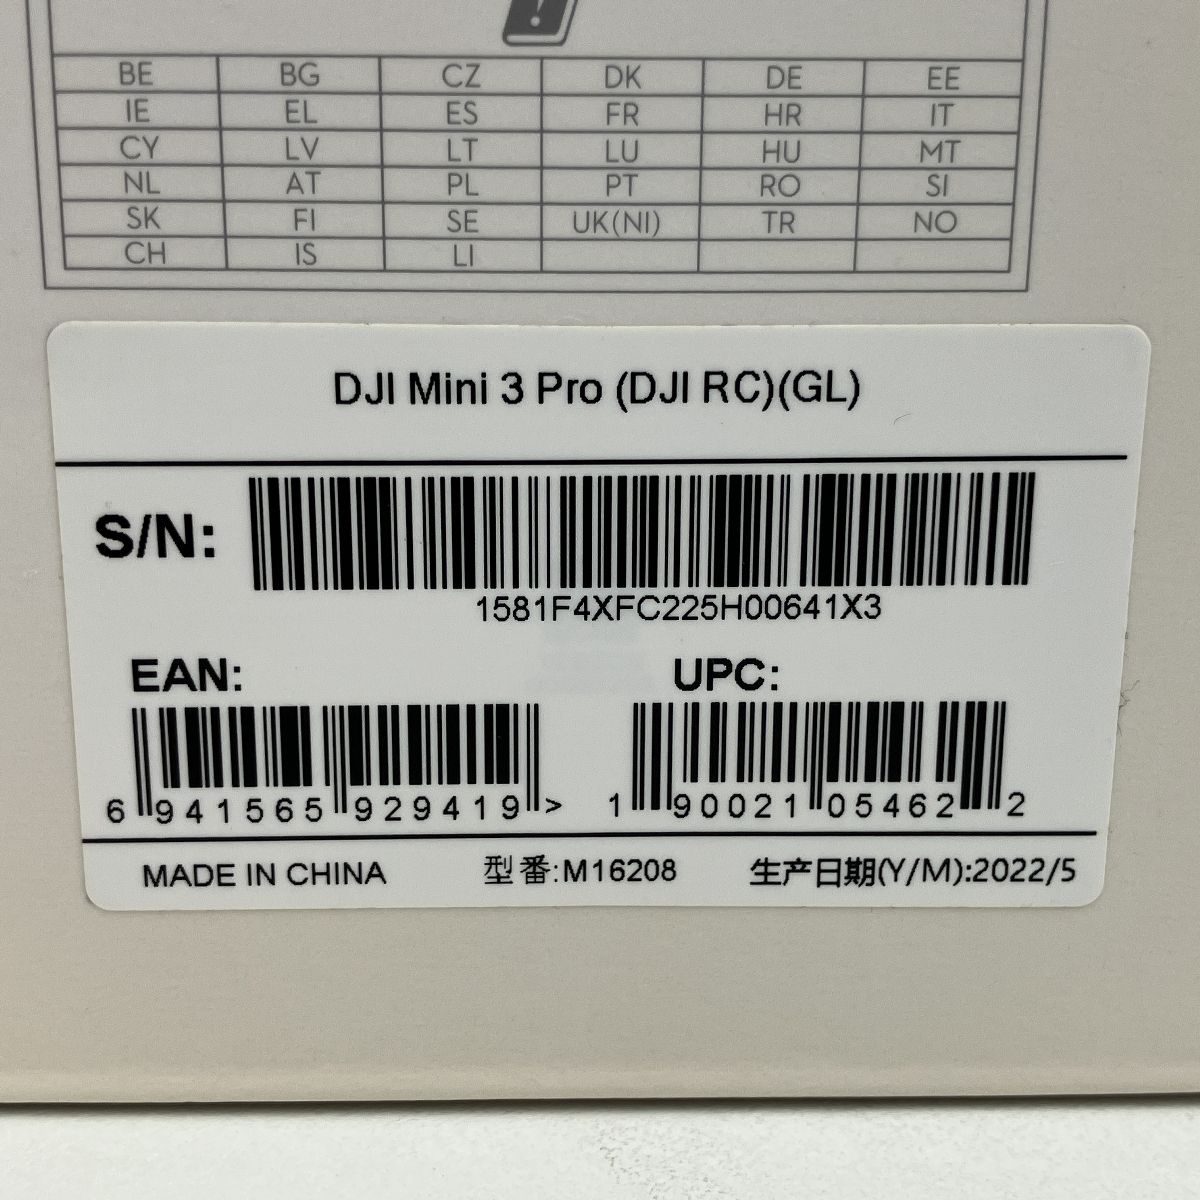 !
BE BG CZ DK DE EE
IE EL ES FR HR IT
CY LV LT LU HU MT
NL AT PL PT RO SI
SK FI SE UK(NI) TR NO
CH IS LI
DJI Mini 3 Pro (DJI RC)(GL)
S/N:
1581F4XFC225H00641X3
EAN: UPC:
6 941565 929419 > 1 90021 05462 2
MADE IN CHINA 型番:M16208 生产日期(Y/M):2022/5